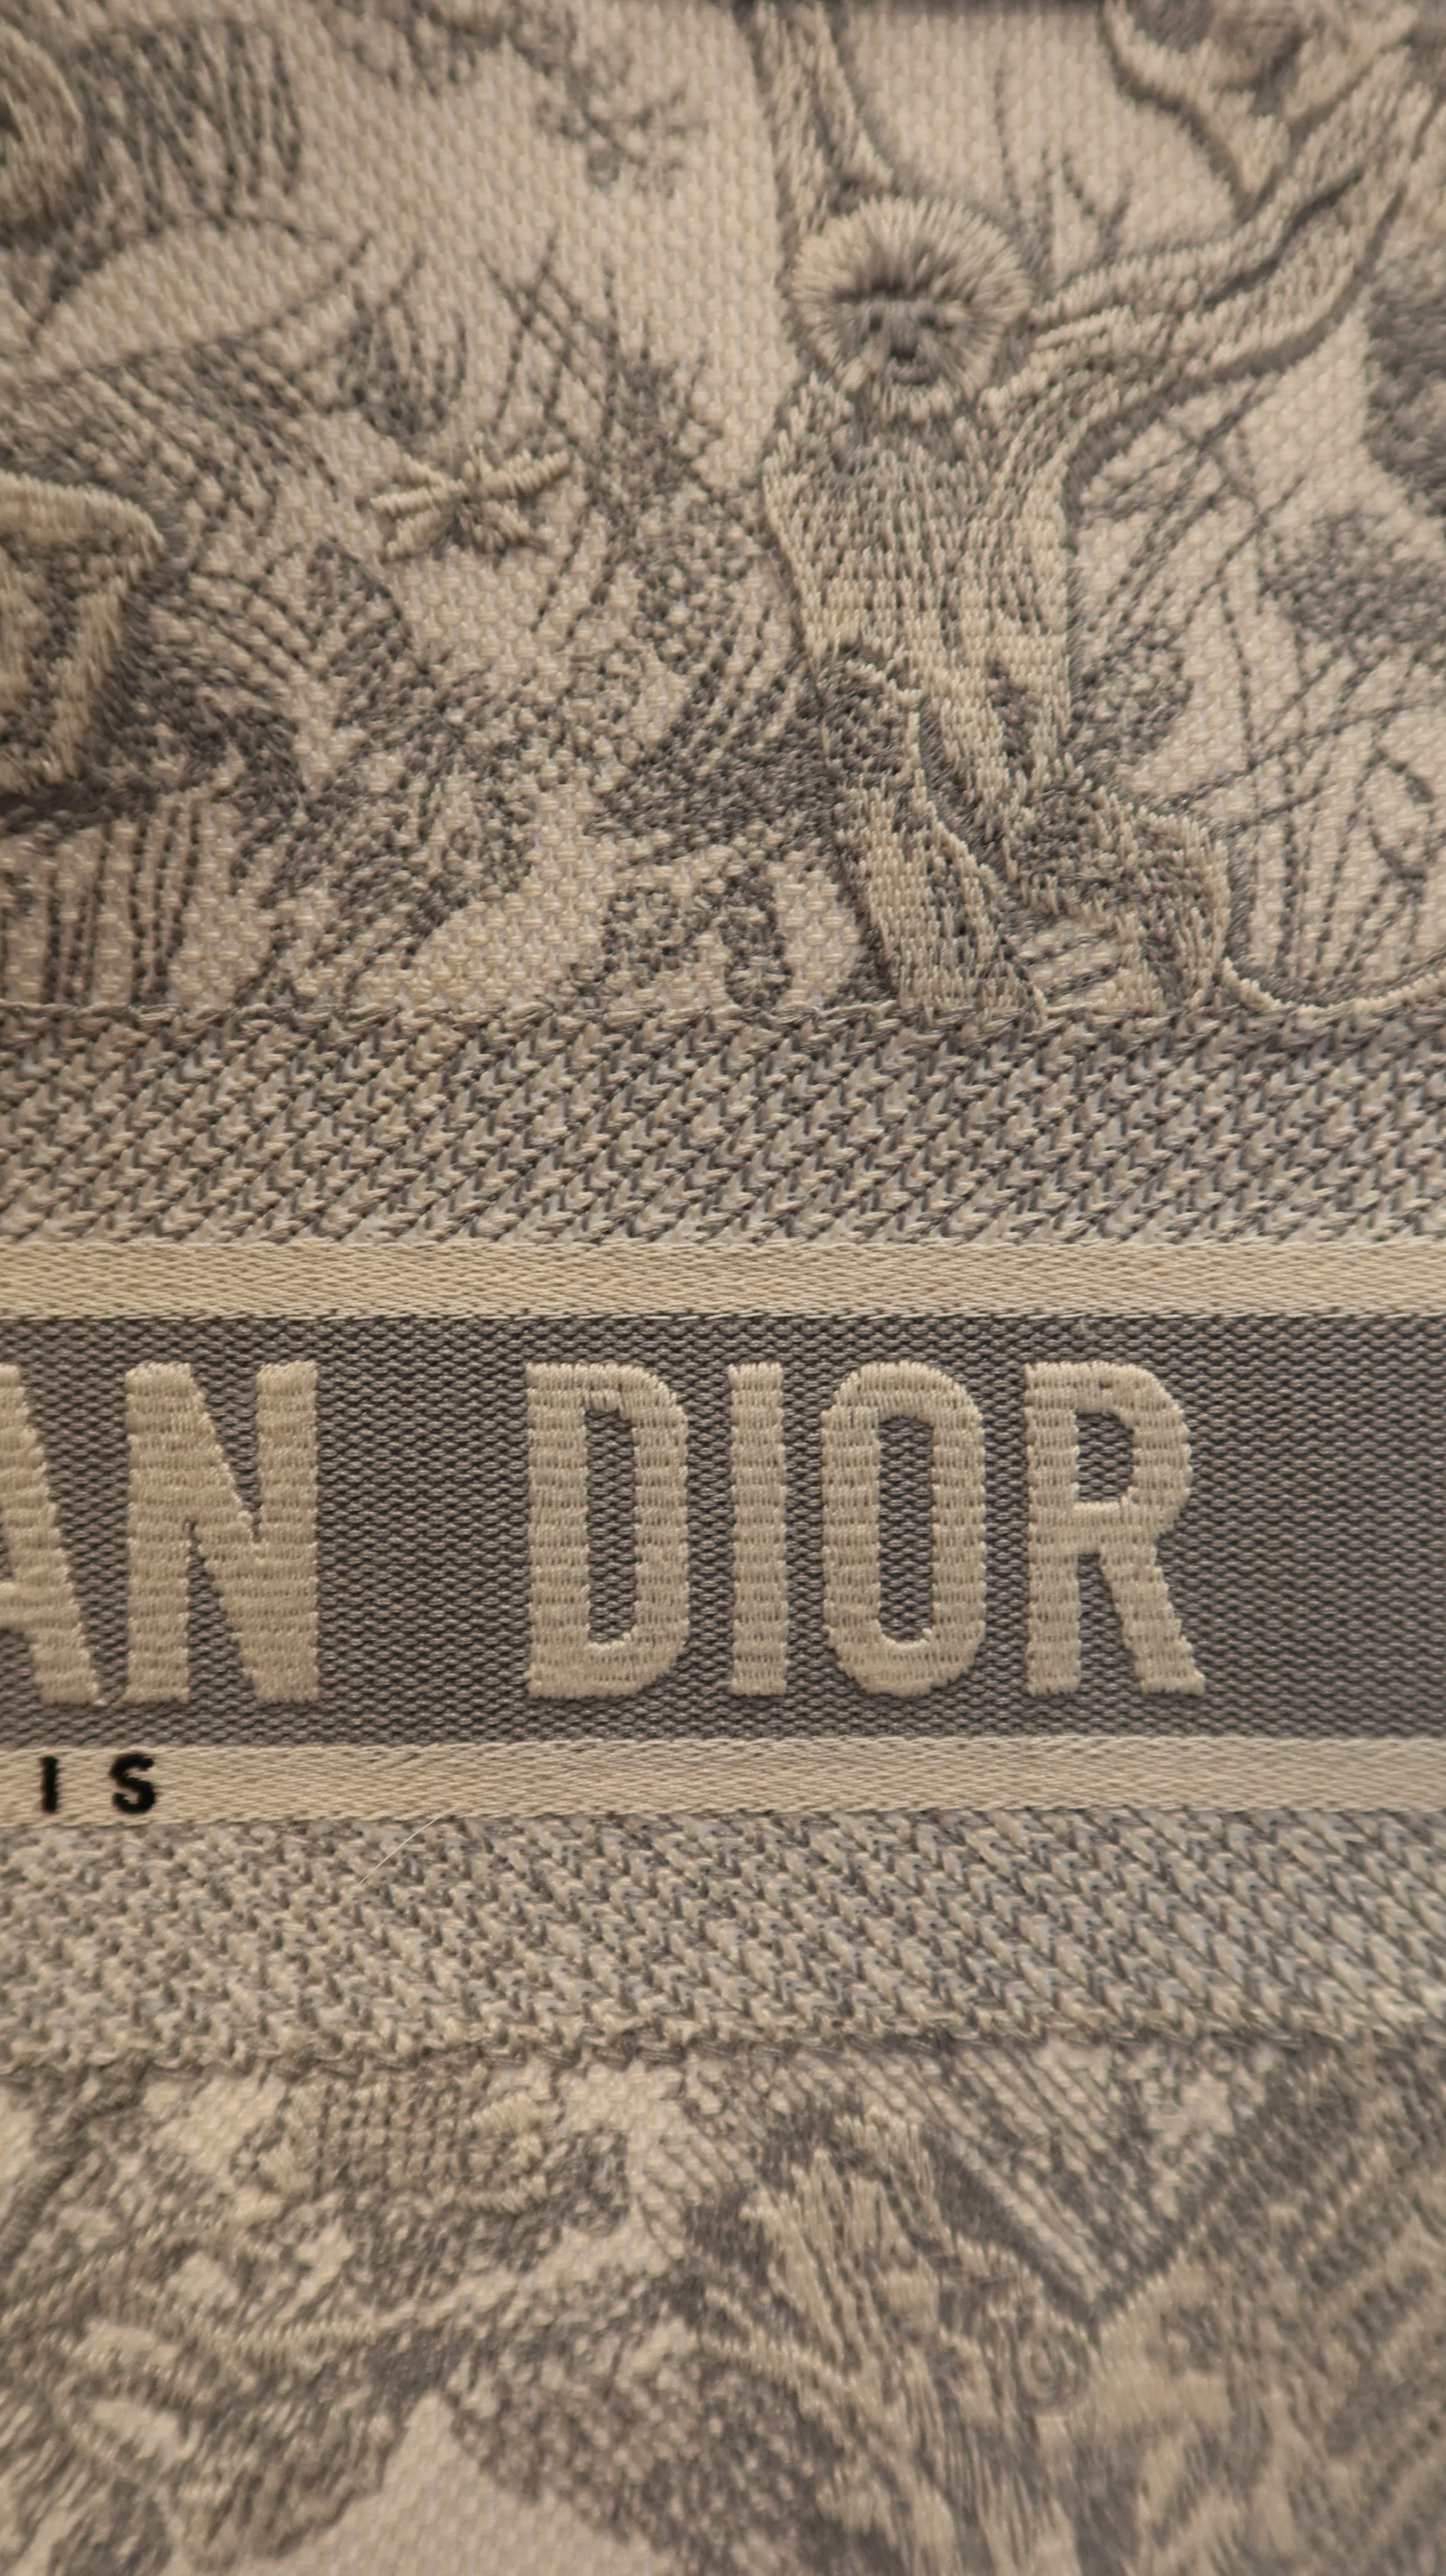 AN DIOR
IS